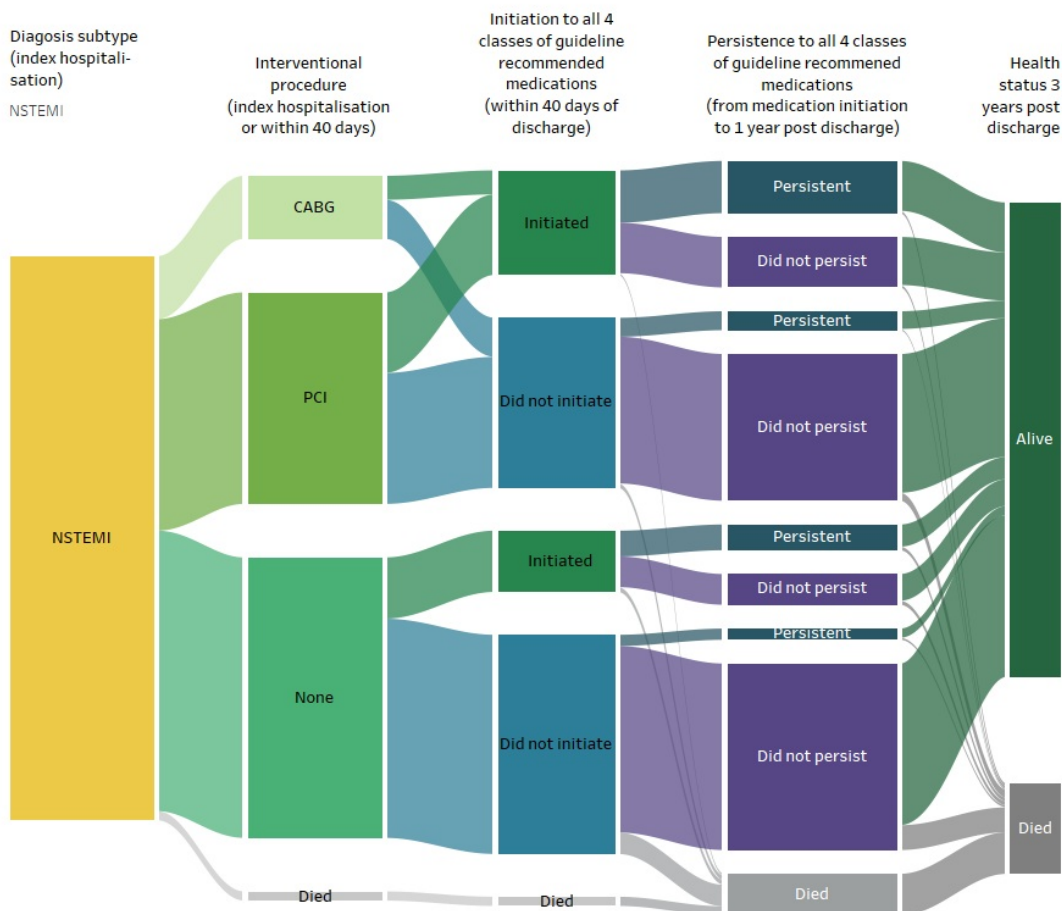 Diagosis subtype
(index hospitali-
sation)
NSTEMI
Interventional
procedure
(index hospitalisation
or within 40 days)
Initiation to all 4
classes of guideline
recommended
medications
(within 40 days of
discharge)
Persistence to all 4 classes
of guideline recommened
medications
(from medication initiation
to 1 year post discharge)
Health
status 3
years post
discharge
NSTEMI
CABG
PCI
None
Died
Initiated
Did not initiate
Initiated
Did not initiate
Died
Persistent
Did not persist
Persistent
Did not persist
Persistent
Did not persist
Persistent
Did not persist
Died
Alive
Died